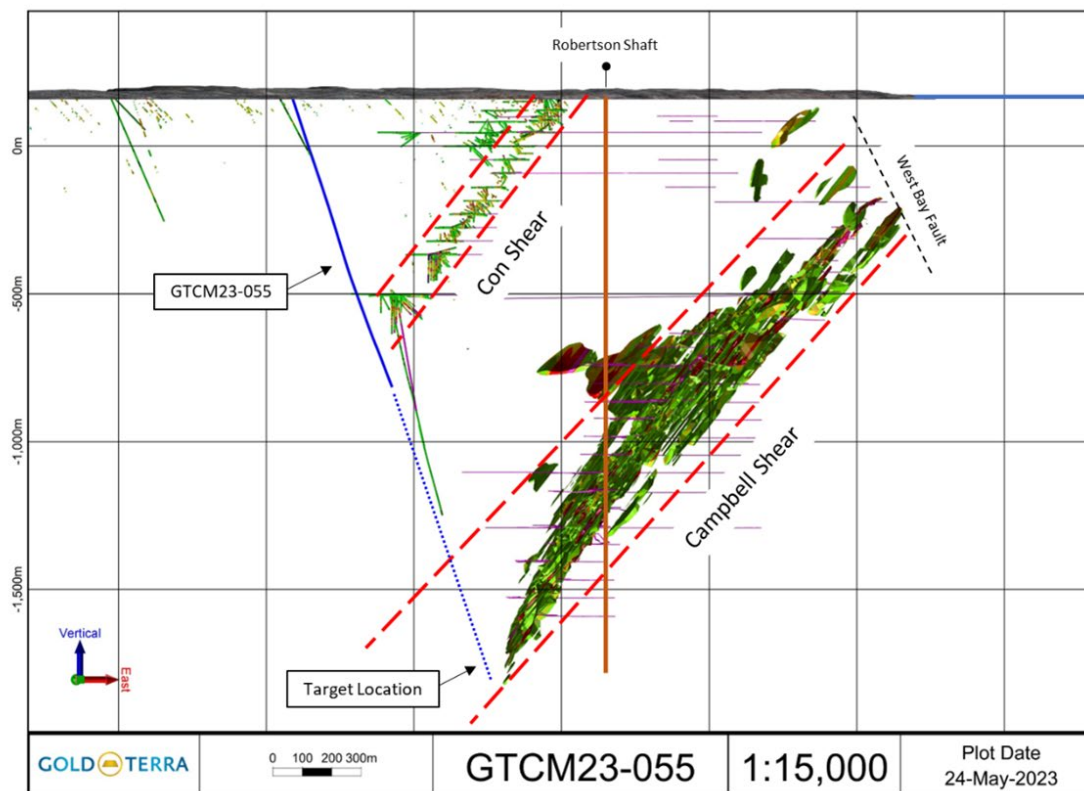 Robertson Shaft
0m
West Bay Fault
Con Shear
GTCM23-055
-500m
-1,000m
Campbell Shear
-1,500m
Vertical
East
Target Location
GOLD TERRA
0 100 200 300m
GTCM23-055
1:15,000
Plot Date
24-May-2023